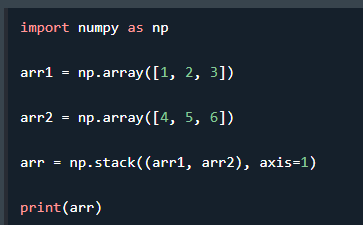 import numpy as np
arr1 = np.array([1, 2, 3])
arr2 = np.array([4, 5, 6])
arr = np.stack((arr1, arr2), axis=1)
print(arr)